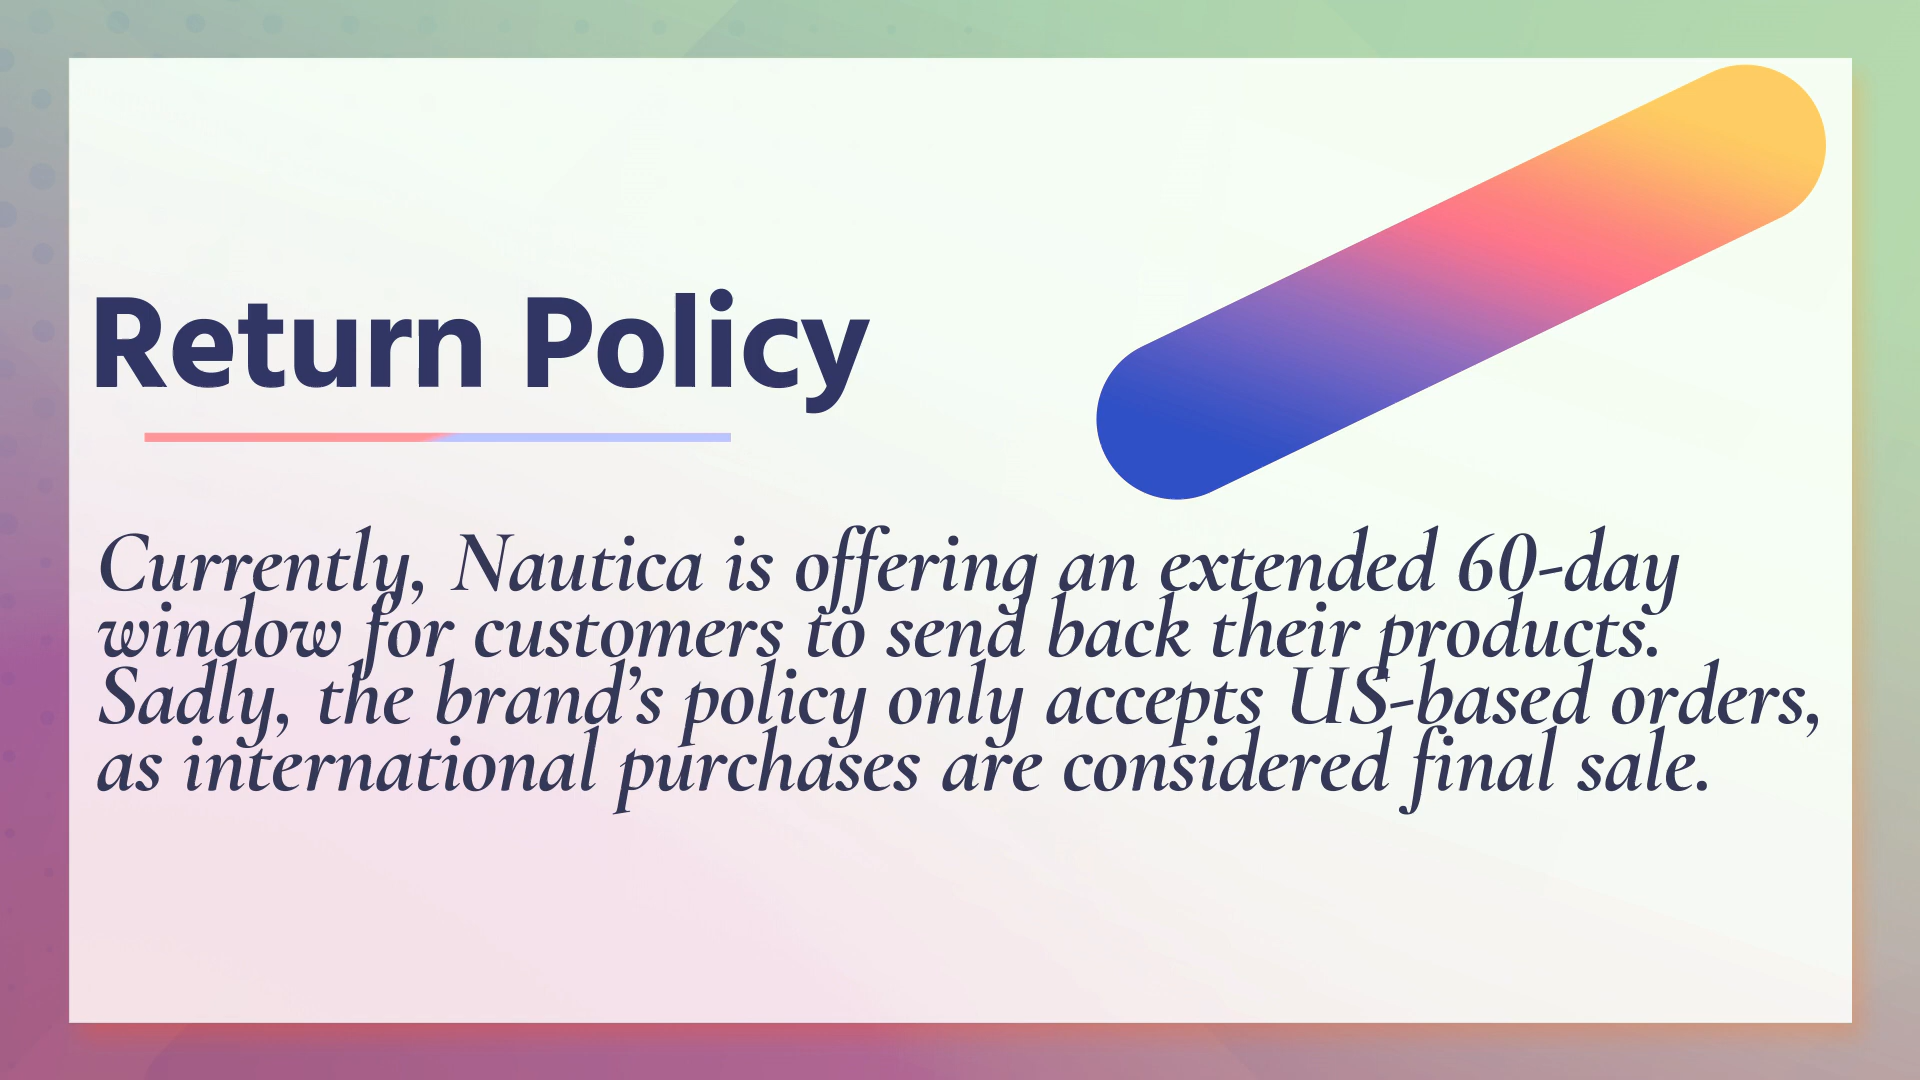 Return Policy
Currently, Nautica is offering an extended 60-day
window for customers to send back their products.
Sadly, the brand’s policy only accepts US-based orders,
as international purchases are considered final sale.